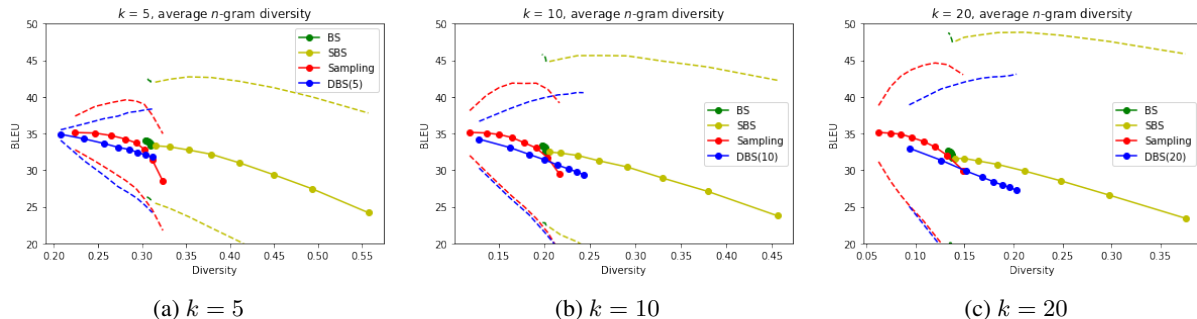 k = 5, average n-gram diversity
BLEU
50
45
40
35
30
25
20
BS
SBS
Sampling
DBS(5)
0.20 0.25 0.30 0.35 0.40 0.45 0.50 0.55
Diversity
(a) k = 5
k = 10, average n-gram diversity
BLEU
50
45
40
35
30
25
20
BS
SBS
Sampling
DBS(10)
0.15 0.20 0.25 0.30 0.35 0.40 0.45
Diversity
(b) k = 10
k = 20, average n-gram diversity
BLEU
50
45
40
35
30
25
20
BS
SBS
Sampling
DBS(20)
0.05 0.10 0.15 0.20 0.25 0.30 0.35
Diversity
(c) k = 20